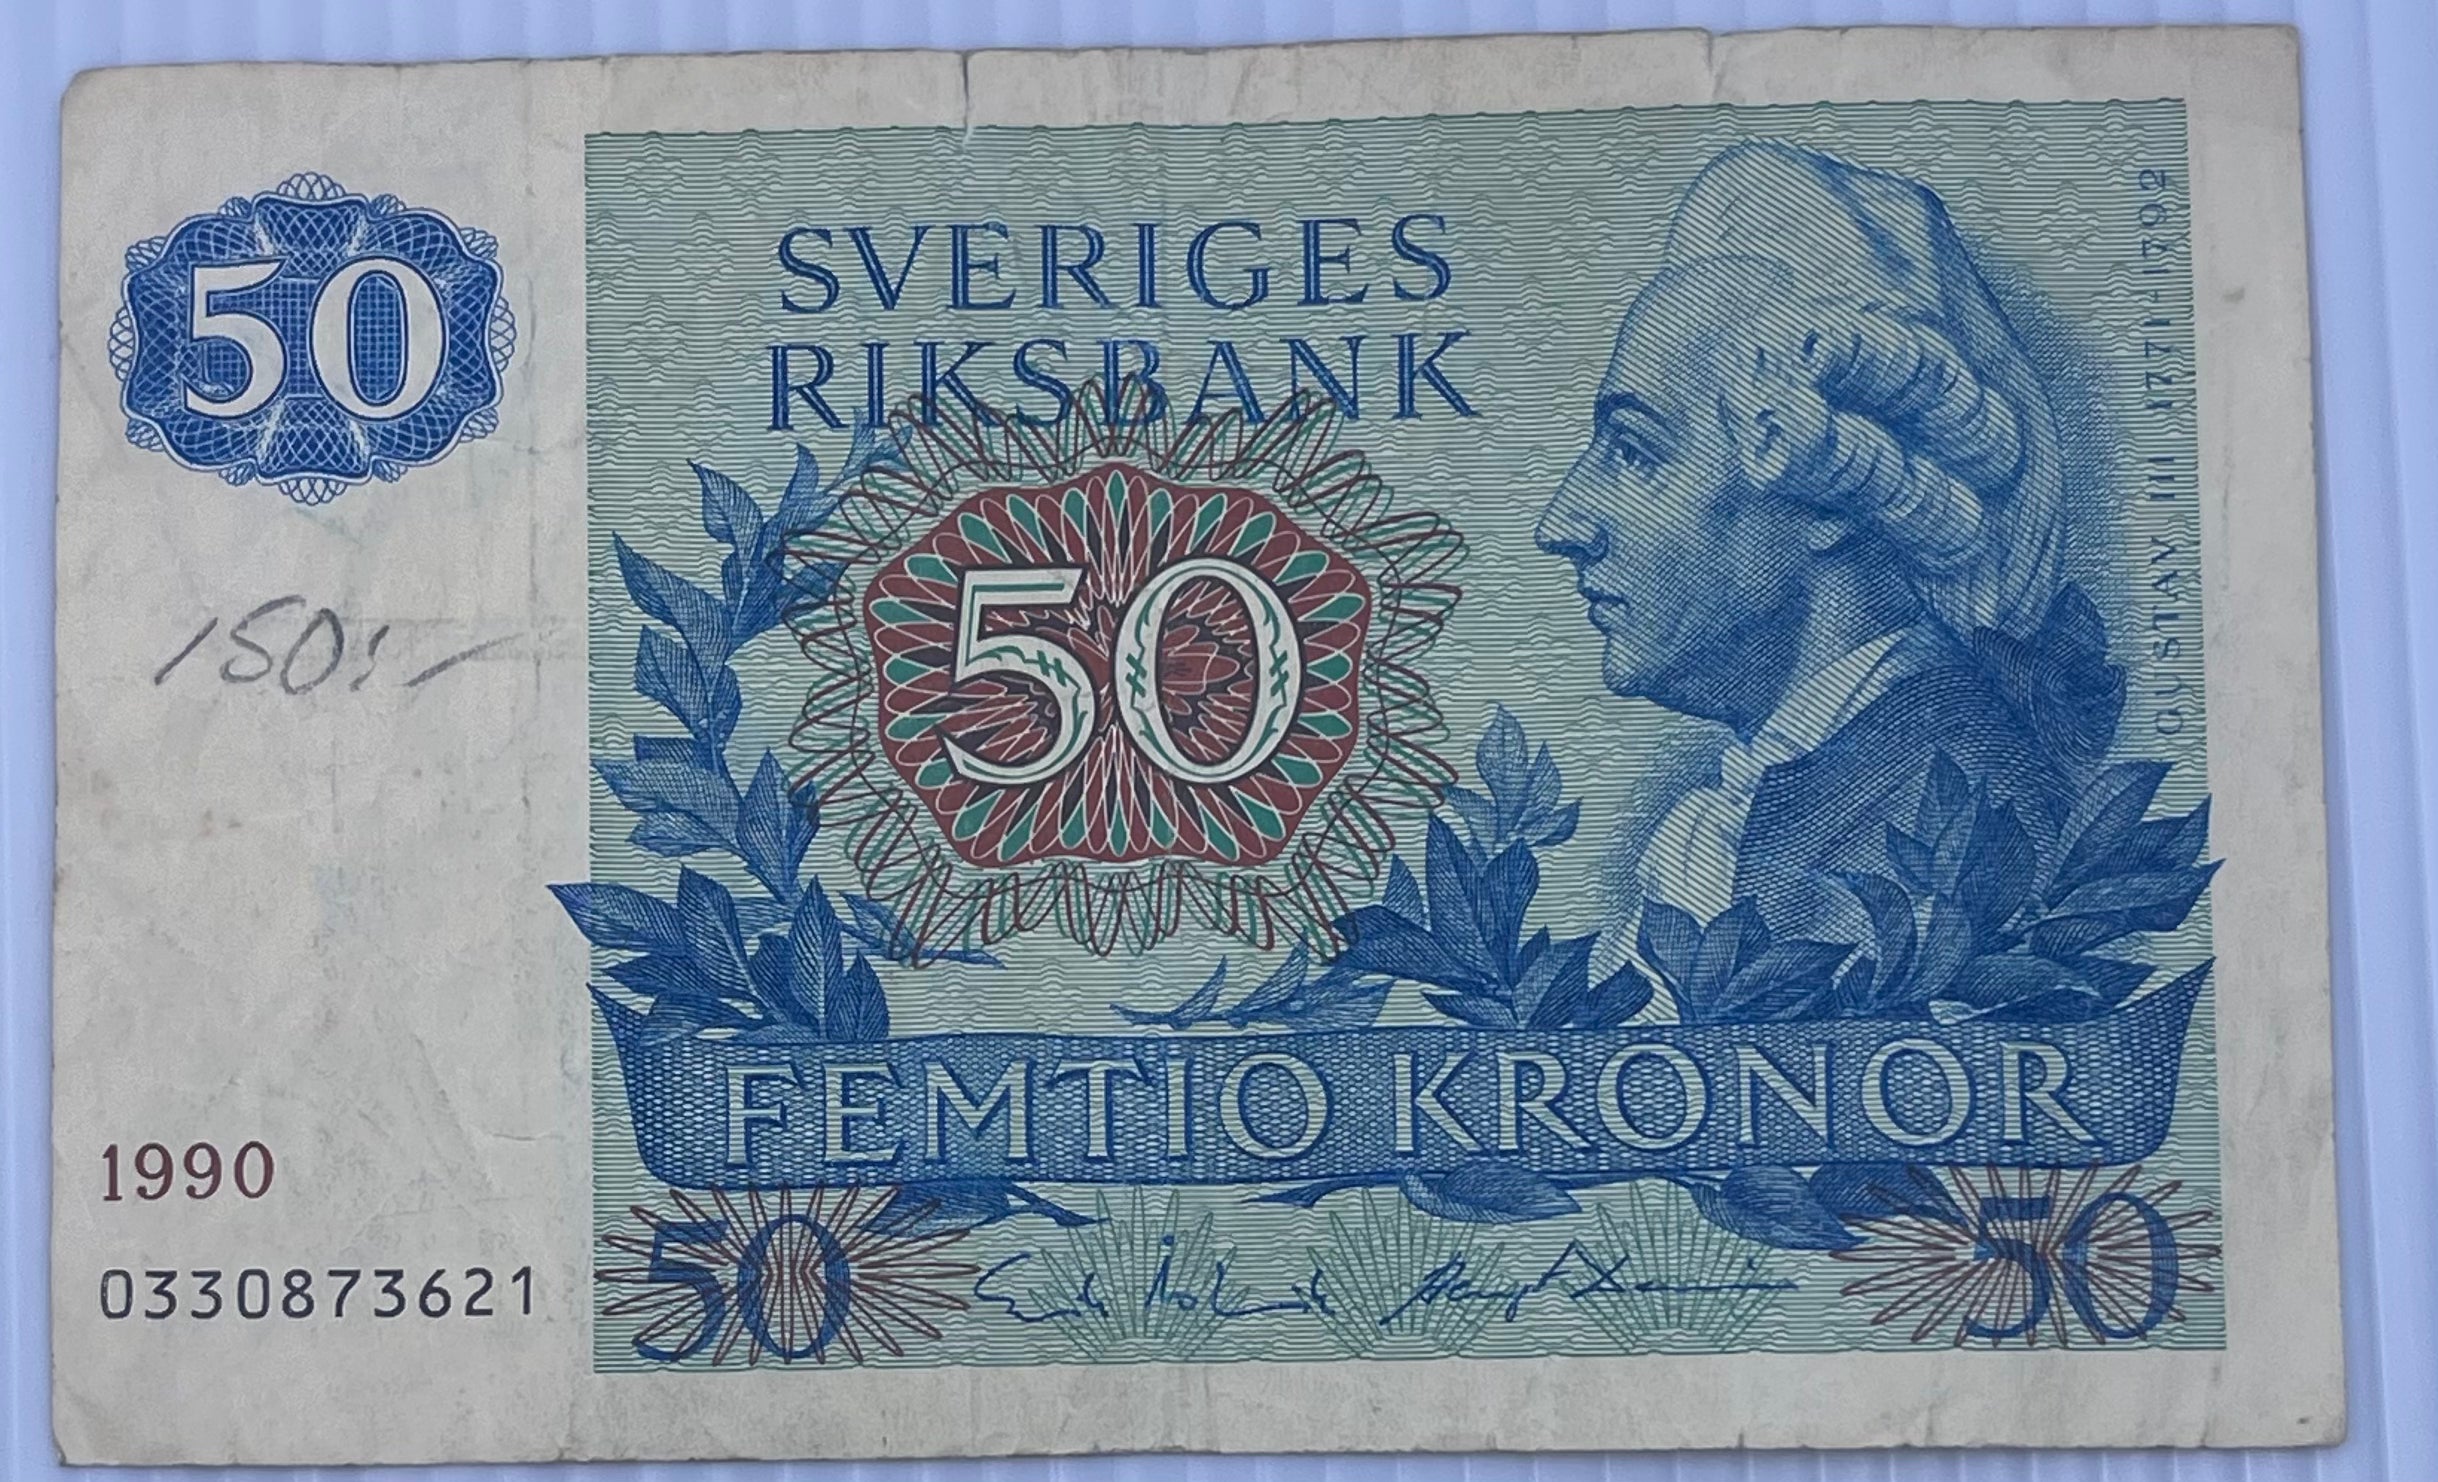 50
SVERIGES
RIKSBANK
50
GUSTAV III 1771-1792
150:-
FEMTIO KRONOR
1990
0330873621
50
50